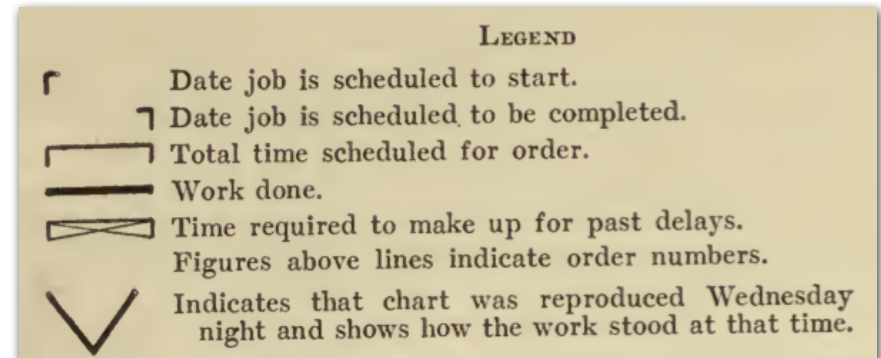 LEGEND
Date job is scheduled to start.
Date job is scheduled to be completed.
Total time scheduled for order.
Work done.
Time required to make up for past delays.
Figures above lines indicate order numbers.
Indicates that chart was reproduced Wednesday
night and shows how the work stood at that time.